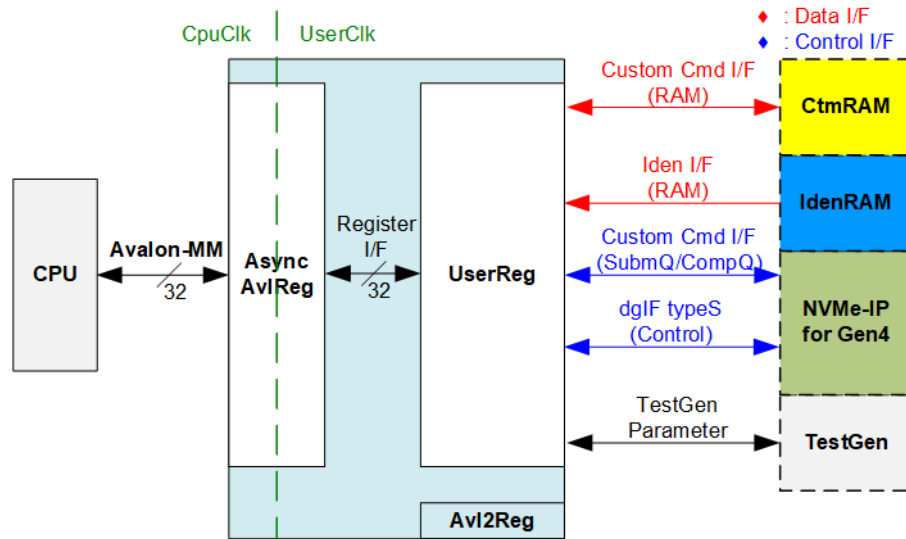 CpuClk
UserClk
♦ : Data I/F
♦ : Control I/F
Custom Cmd I/F
(RAM)
CtmRAM
Iden I/F
(RAM)
IdenRAM
CPU
Avalon-MM
32
Async
AvlReg
Register
I/F
32
UserReg
Custom Cmd I/F
(SubmQ/CompQ)
dgIF typeS
(Control)
NVMe-IP
for Gen4
TestGen
Parameter
TestGen
Avl2Reg